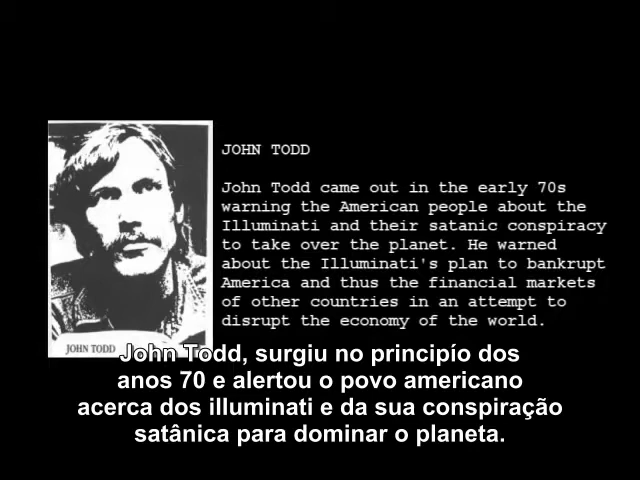 JOHN TODD
John Todd came out in the early 70s
warning the American people about the
Illuminati and their satanic conspiracy
to take over the planet. He warned
about the Illuminati's plan to bankrupt
America and thus the financial markets
of other countries in an attempt to
disrupt the economy of the world.
JOHN TODD
John Todd, surgiu no principío dos
anos 70 e alertou o povo americano
acerca dos illuminati e da sua conspiração
satânica para dominar o planeta.